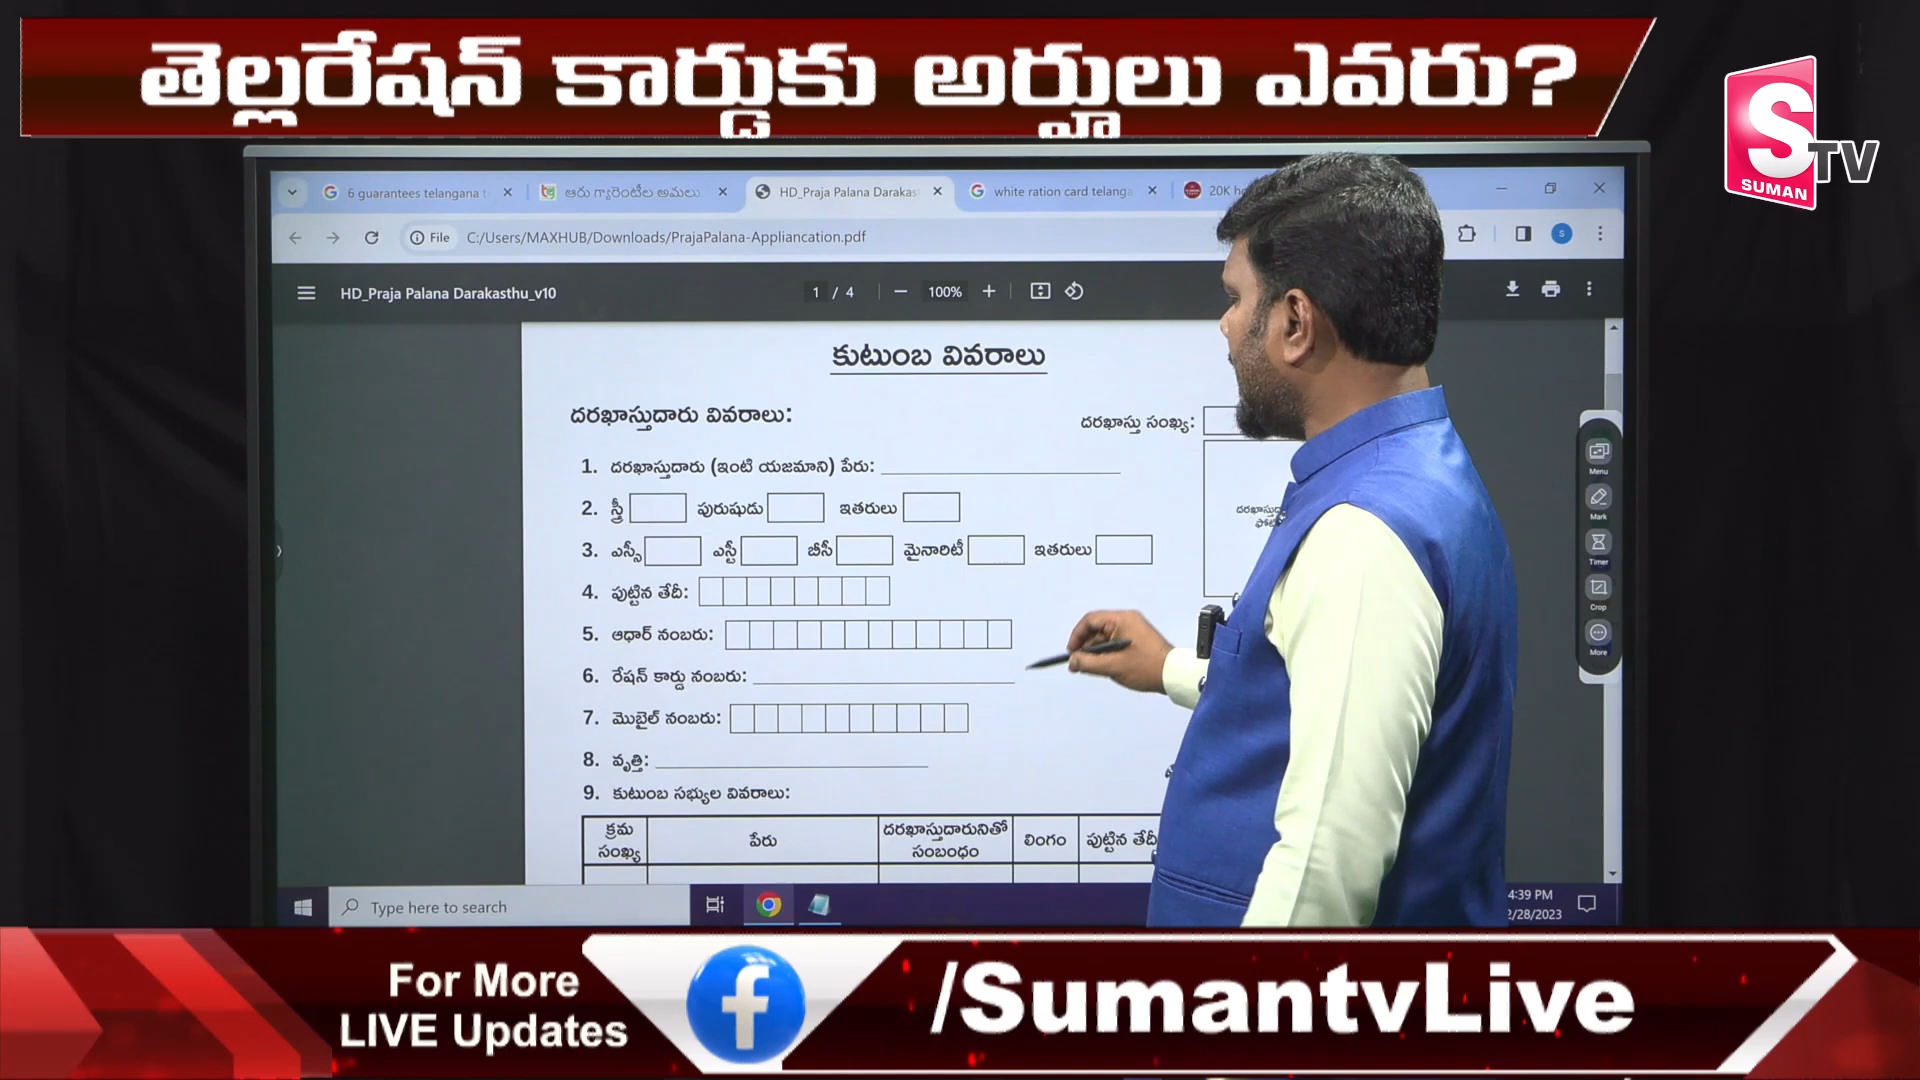 తెల్లరేషన్ కార్డుకు అర్హులు ఎవరు?
S TV
SUMAN
6 guarantees telangana t
ఆరు గ్యారెంటీల అమలు
HD_Praja Palana Darakas
white ration card telanga
20K
File C:/Users/MAXHUB/Downloads/PrajaPalana-Appliancation.pdf
S
HD_Praja Palana Darakasthu_v10
1 / 4
100%
కుటుంబ వివరాలు
దరఖాస్తుదారు వివరాలు:
దరఖాస్తు సంఖ్య:
1. దరఖాస్తుదారు (ఇంటి యజమాని) పేరు:
2. స్త్రీ పురుషుడు ఇతరులు
3. ఎస్సీ ఎస్టీ బీసీ మైనారిటీ ఇతరులు
4. పుట్టిన తేదీ:
5. ఆధార్ నంబరు:
6. రేషన్ కార్డు నంబరు:
7. మొబైల్ నంబరు:
8. వృత్తి:
9. కుటుంబ సభ్యుల వివరాలు:
క్రమ సంఖ్య
పేరు
దరఖాస్తుదారునితో సంబంధం
లింగం
పుట్టిన తేదీ
Menu
Mark
Timer
Crop
More
Type here to search
4:39 PM
2/28/2023
For More
LIVE Updates
f
/SumantvLive